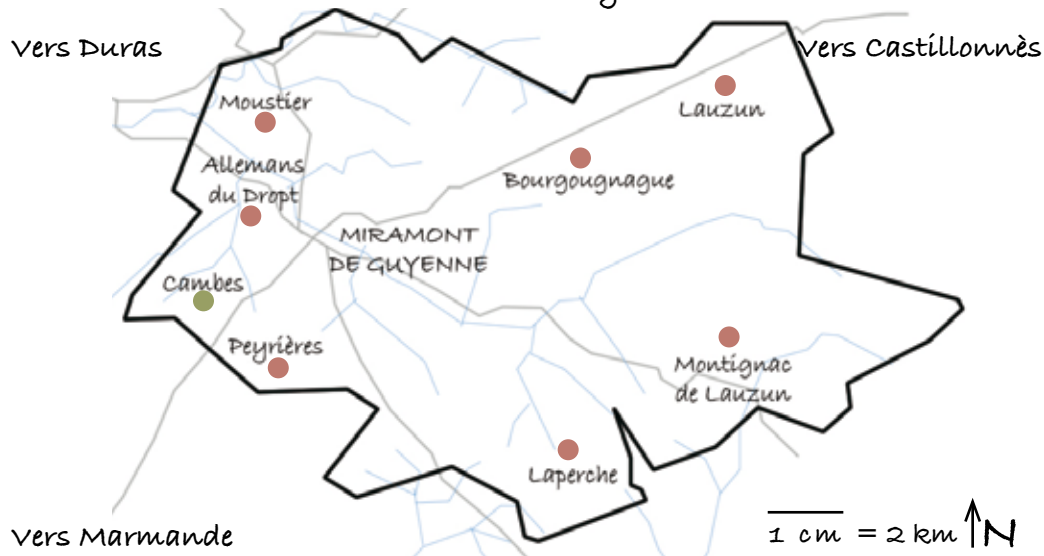 Vers Duras
Vers Castillonnès
Moustier
Lauzun
Allemans
du Dropt
Bourgougnague
MIRAMONT
DE GUYENNE
Cambes
Peyrières
Montignac
de Lauzun
Laperche
Vers Marmande
1 cm = 2 km N